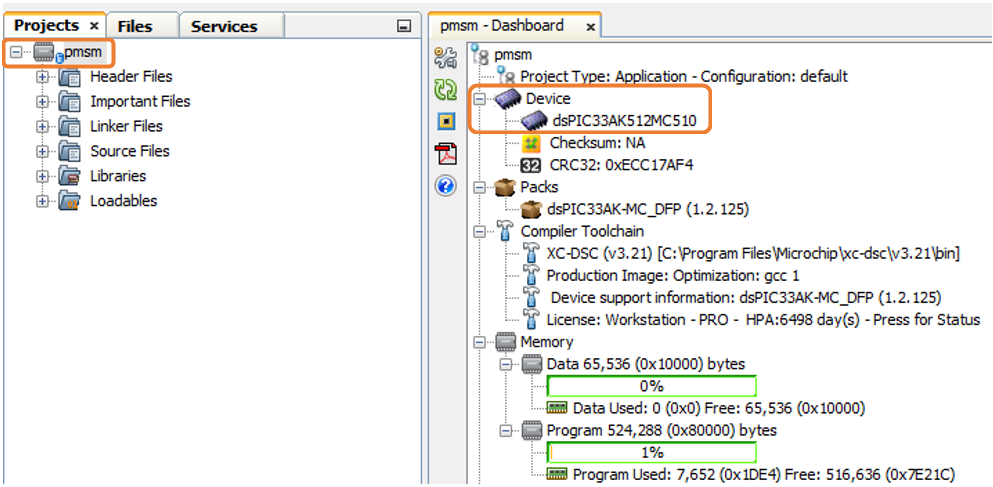 Projects ×
Files
Services
pmsm
Header Files
Important Files
Linker Files
Source Files
Libraries
Loadables
pmsm - Dashboard ×
pmsm
Project Type: Application - Configuration: default
Device
dsPIC33AK512MC510
Checksum: NA
32 CRC32: 0xECC17AF4
Packs
dsPIC33AK-MC_DFP (1.2.125)
Compiler Toolchain
XC-DSC (v3.21) [C:\Program Files\Microchip\xc-dsc\v3.21\bin]
Production Image: Optimization: gcc 1
Device support information: dsPIC33AK-MC_DFP (1.2.125)
License: Workstation - PRO - HPA:6498 day(s) - Press for Status
Memory
Data 65,536 (0x10000) bytes
0%
Data Used: 0 (0x0) Free: 65,536 (0x10000)
Program 524,288 (0x80000) bytes
1%
Program Used: 7,652 (0x1DE4) Free: 516,636 (0x7E21C)